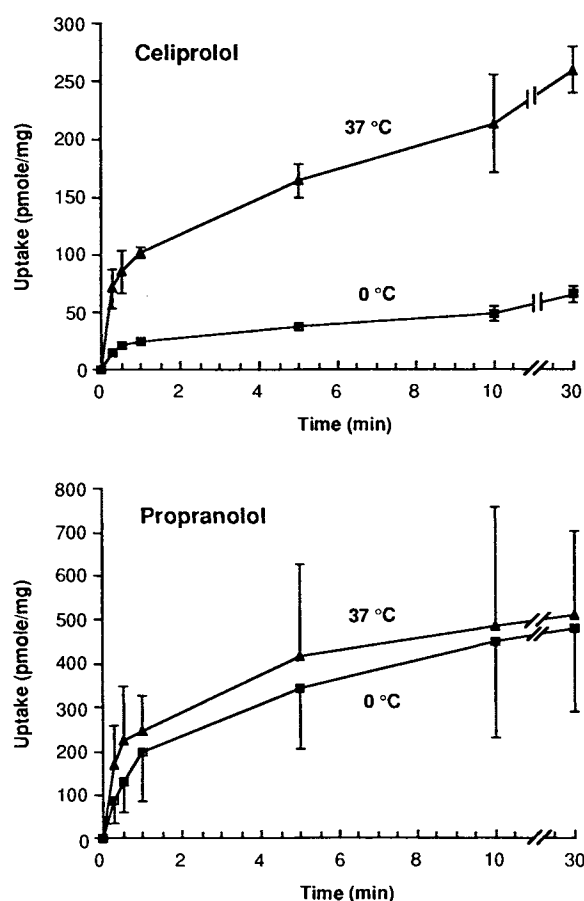 Celiprolol
Uptake (pmole/mg)
300
250
200
150
100
50
0
37 °C
0 °C
0 2 4 6 8 10 30
Time (min)
Propranolol
Uptake (pmole/mg)
800
700
600
500
400
300
200
100
0
37 °C
0 °C
0 2 4 6 8 10 30
Time (min)